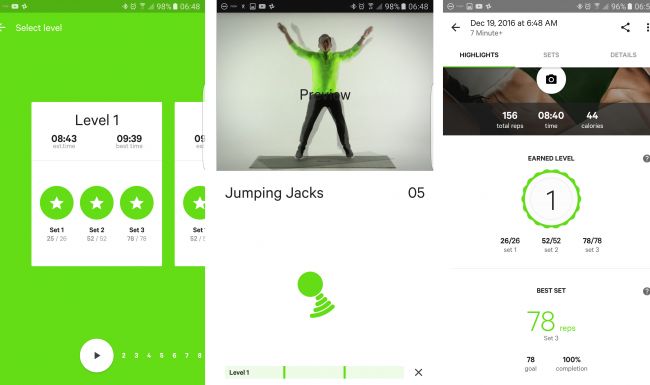 98% 06:48
Select level
Level 1
08:43 09:39
est.time best time
Set 1 Set 2 Set 3
25 / 26 52 / 52 78 / 78
2 3 4 5 6 7 8
98% 06:48
Preview
Jumping Jacks 05
Level 1
96%
Dec 19, 2016 at 6:48 AM
7 Minute+
HIGHLIGHTS SETS DETAILS
156 08:40 44
total reps time calories
EARNED LEVEL ?
1
26/26 52/52 78/78
set 1 set 2 set 3
BEST SET ?
78 reps
Set 3
78 100%
goal completion